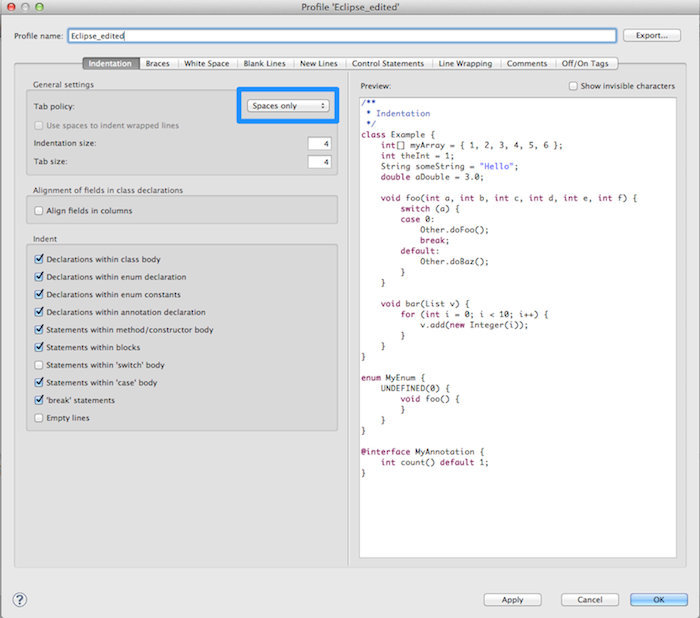 Profile 'Eclipse_edited'
Profile name: Eclipse_edited Export...
Indentation Braces White Space Blank Lines New Lines Control Statements Line Wrapping Comments Off/On Tags
General settings
Tab policy: Spaces only
Use spaces to indent wrapped lines
Indentation size: 4
Tab size: 4
Alignment of fields in class declarations
Align fields in columns
Indent
Declarations within class body
Declarations within enum declaration
Declarations within enum constants
Declarations within annotation declaration
Statements within method/constructor body
Statements within blocks
Statements within 'switch' body
Statements within 'case' body
'break' statements
Empty lines
Preview: Show invisible characters
/**
 * Indentation
 */
class Example {
    int[] myArray = { 1, 2, 3, 4, 5, 6 };
    int theInt = 1;
    String someString = "Hello";
    double aDouble = 3.0;

    void foo(int a, int b, int c, int d, int e, int f) {
        switch (a) {
        case 0:
            Other.doFoo();
            break;
        default:
            Other.doBaz();
        }
    }

    void bar(List v) {
        for (int i = 0; i < 10; i++) {
            v.add(new Integer(i));
        }
    }
}

enum MyEnum {
    UNDEFINED(0) {
        void foo() {
        }
    }
}

@interface MyAnnotation {
    int count() default 1;
}
? Apply Cancel OK